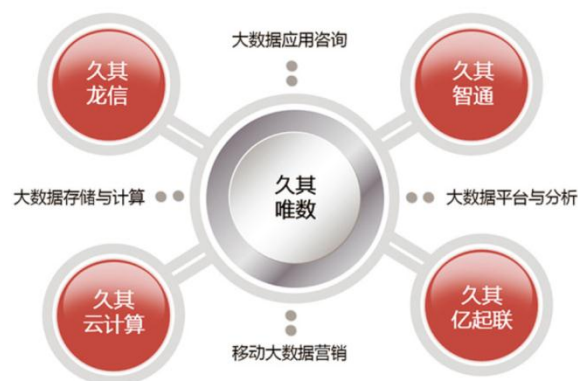 大数据应用咨询
久其
龙信
久其
智通
大数据存储与计算
久其
唯数
大数据平台与分析
久其
云计算
久其
亿起联
移动大数据营销